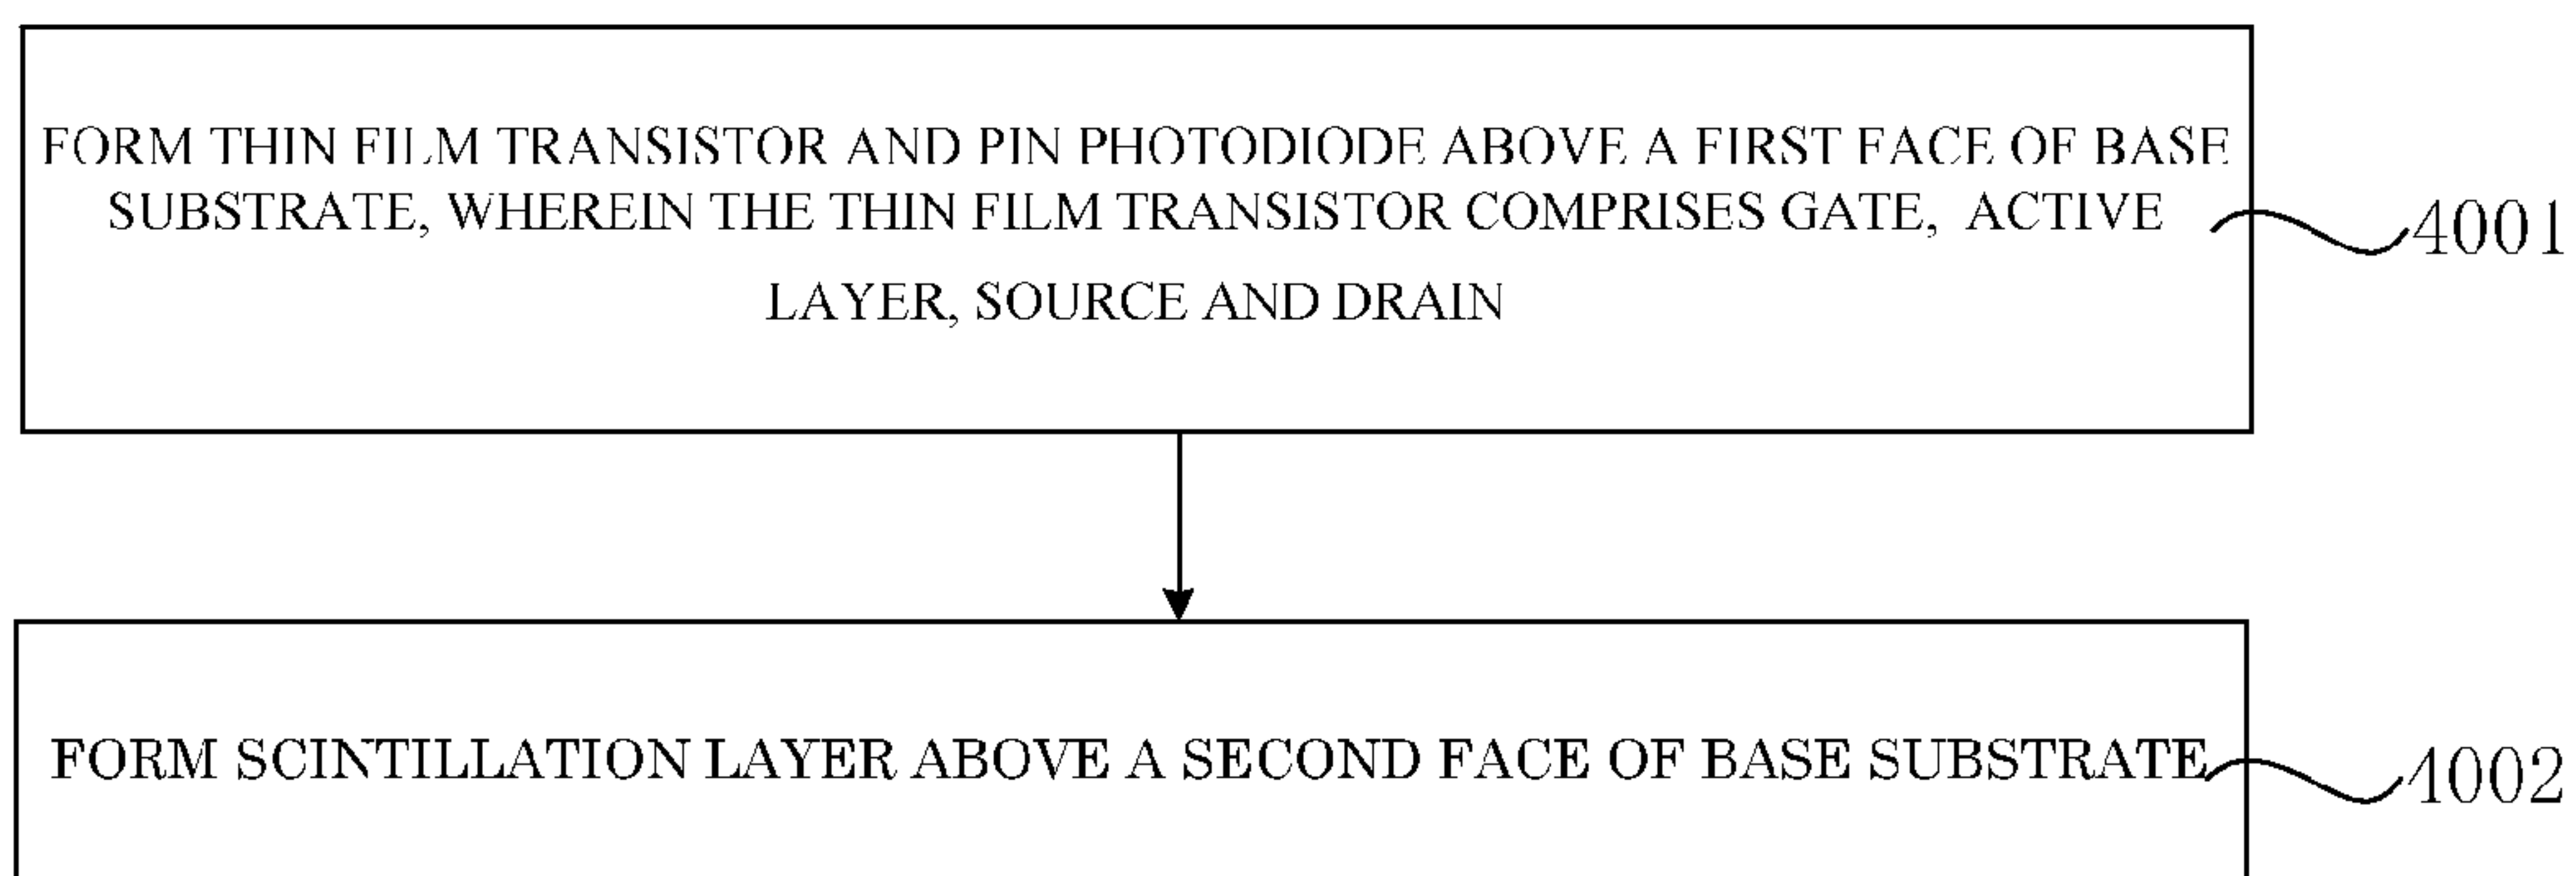 FORM THIN FILM TRANSISTOR AND PIN PHOTODIODE ABOVE A FIRST FACE OF BASE
SUBSTRATE, WHEREIN THE THIN FILM TRANSISTOR COMPRISES GATE, ACTIVE
4001
LAYER, SOURCE AND DRAIN
FORM SCINTILLATION LAYER ABOVE A SECOND FACE OF BASE SUBSTRATE
4002